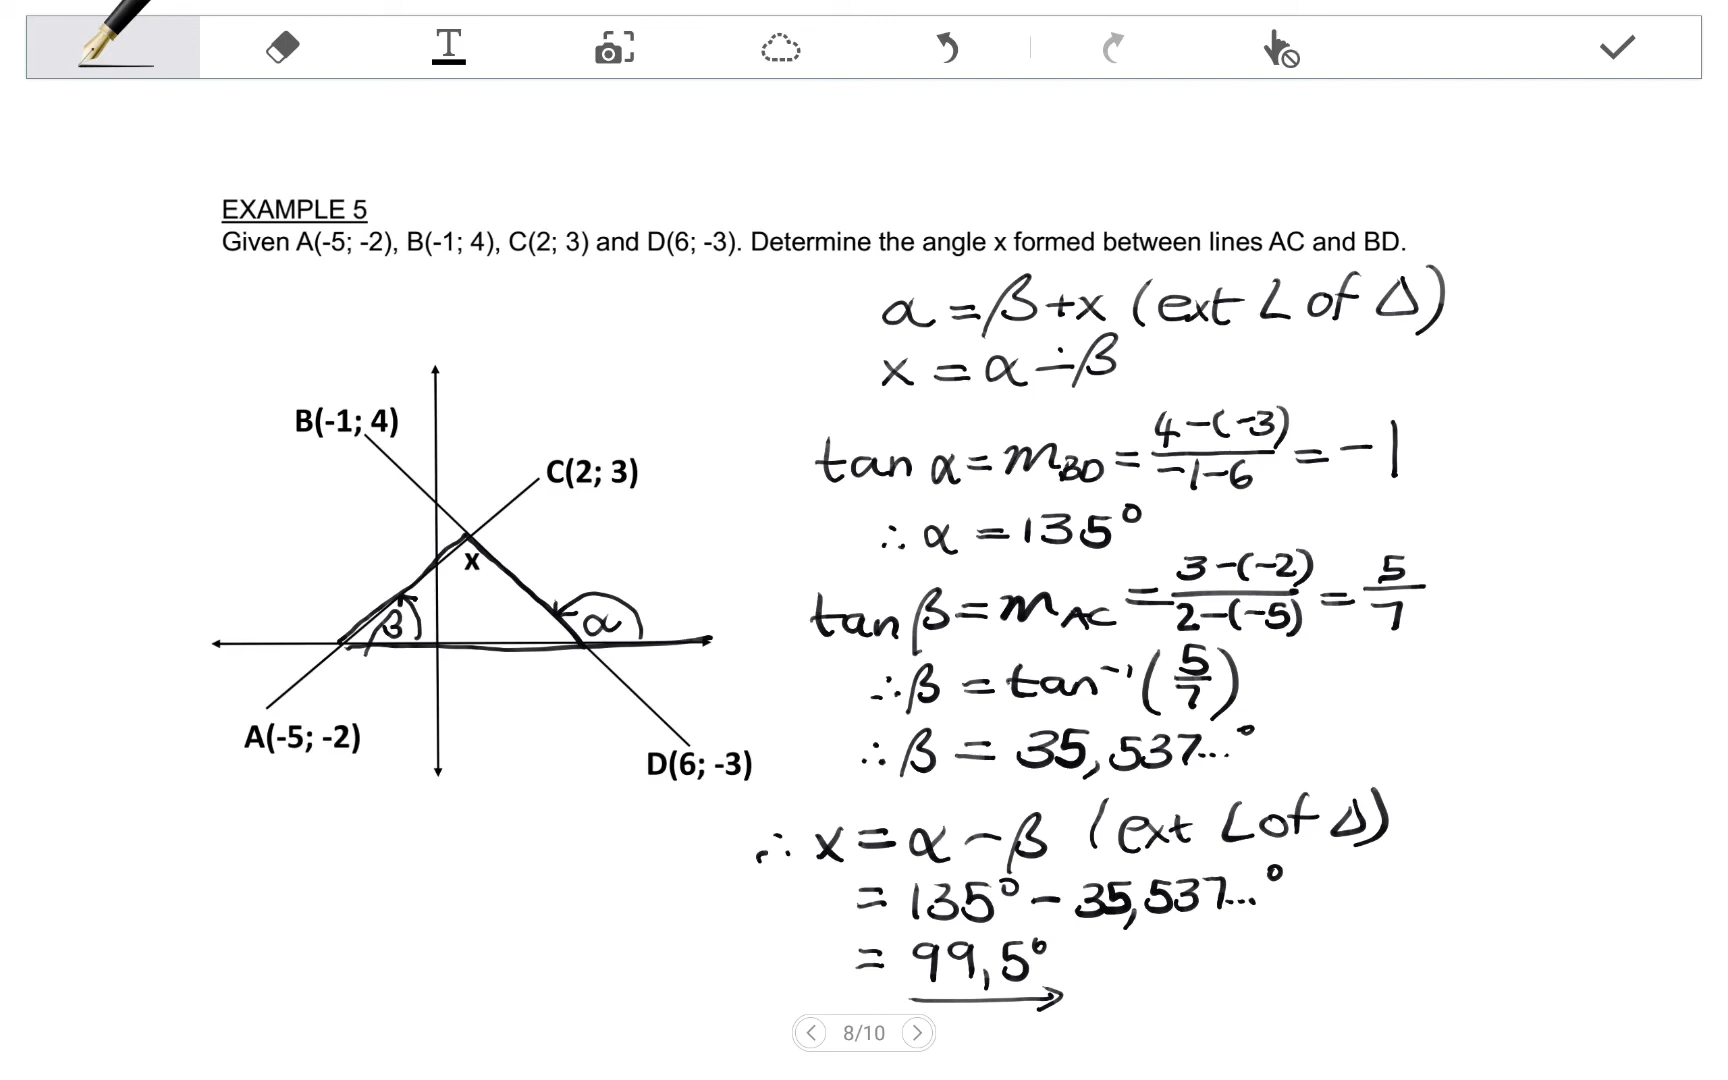 T
EXAMPLE 5
Given A(-5; -2), B(-1; 4), C(2; 3) and D(6; -3). Determine the angle x formed between lines AC and BD.
α = β + x (ext ∠ of Δ)
x = α ∸ β
B(-1; 4)
C(2; 3)
x
β
α
A(-5; -2)
D(6; -3)
tan α = m_BD = 4-(-3)/-1-6 = -1
∴ α = 135°
tan β = m_AC = 3-(-2)/2-(-5) = 5/7
∴ β = tan⁻¹(5/7)
∴ β = 35,537...°
∴ x = α - β (ext ∠ of Δ)
= 135° - 35,537...°
= 99,5°
8/10